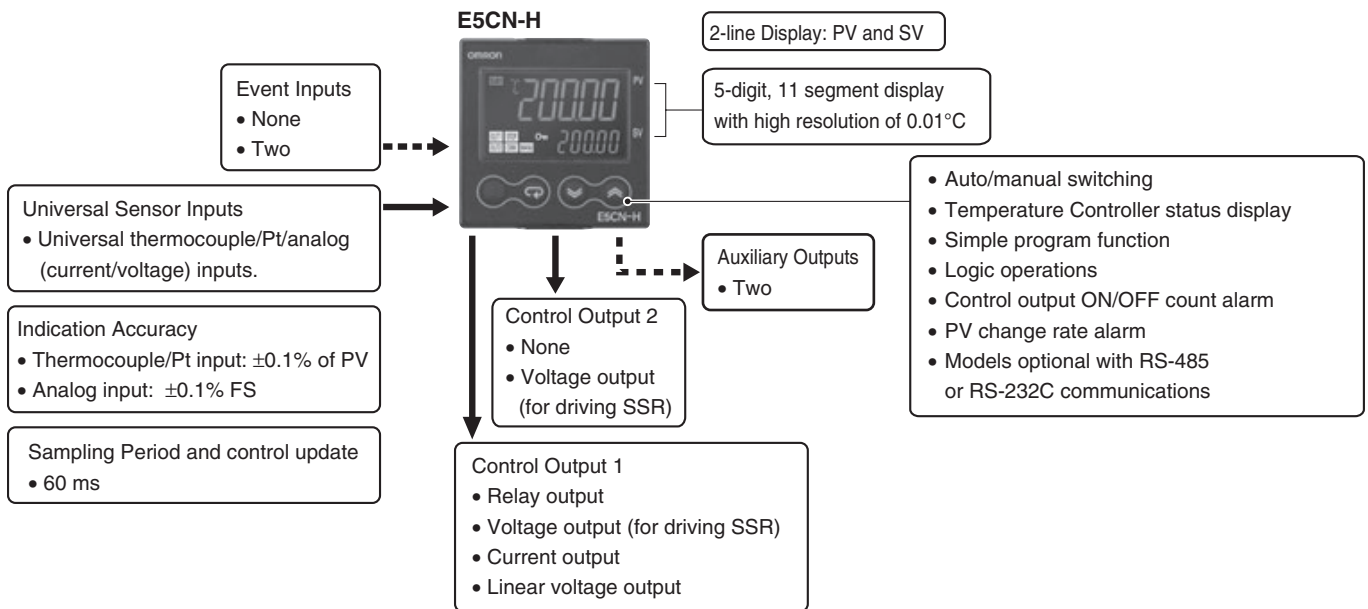 E5CN-H
2-line Display: PV and SV
5-digit, 11 segment display
with high resolution of 0.01°C
omron
°C
200.00
PV
200.00
SV
E5CN-H
Event Inputs
• None
• Two
Universal Sensor Inputs
• Universal thermocouple/Pt/analog
(current/voltage) inputs.
Indication Accuracy
• Thermocouple/Pt input: ±0.1% of PV
• Analog input: ±0.1% FS
Sampling Period and control update
• 60 ms
Control Output 2
• None
• Voltage output
(for driving SSR)
Auxiliary Outputs
• Two
Control Output 1
• Relay output
• Voltage output (for driving SSR)
• Current output
• Linear voltage output
• Auto/manual switching
• Temperature Controller status display
• Simple program function
• Logic operations
• Control output ON/OFF count alarm
• PV change rate alarm
• Models optional with RS-485
or RS-232C communications